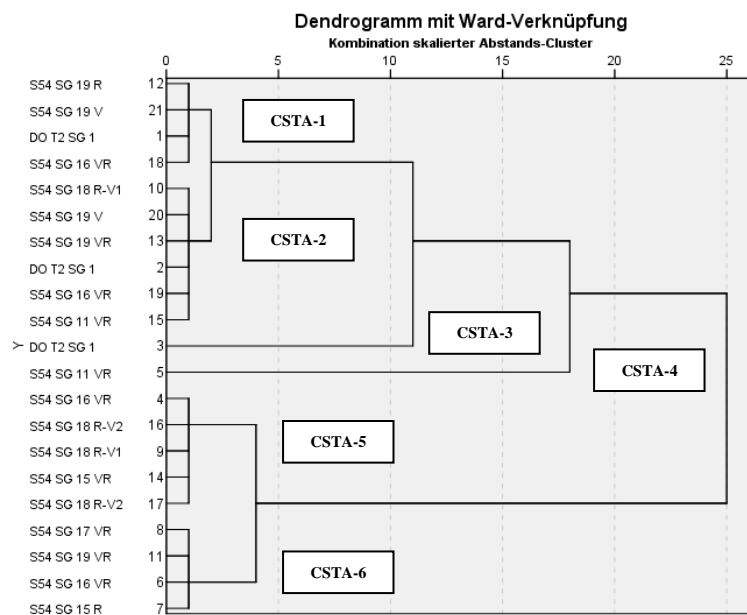 Dendrogramm mit Ward-Verknüpfung
Kombination skalierter Abstands-Cluster
0 5 10 15 20 25
S54 SG 19 R 12
S54 SG 19 V 21
CSTA-1
DO T2 SG 1 1
S54 SG 16 VR 18
S54 SG 18 R-V1 10
S54 SG 19 V 20
S54 SG 19 VR 13
CSTA-2
DO T2 SG 1 2
S54 SG 16 VR 19
S54 SG 11 VR 15
CSTA-3
Y
DO T2 SG 1 3
S54 SG 11 VR 5
CSTA-4
S54 SG 16 VR 4
S54 SG 18 R-V2 16
CSTA-5
S54 SG 18 R-V1 9
S54 SG 15 VR 14
S54 SG 18 R-V2 17
S54 SG 17 VR 8
S54 SG 19 VR 11
CSTA-6
S54 SG 16 VR 6
S54 SG 15 R 7